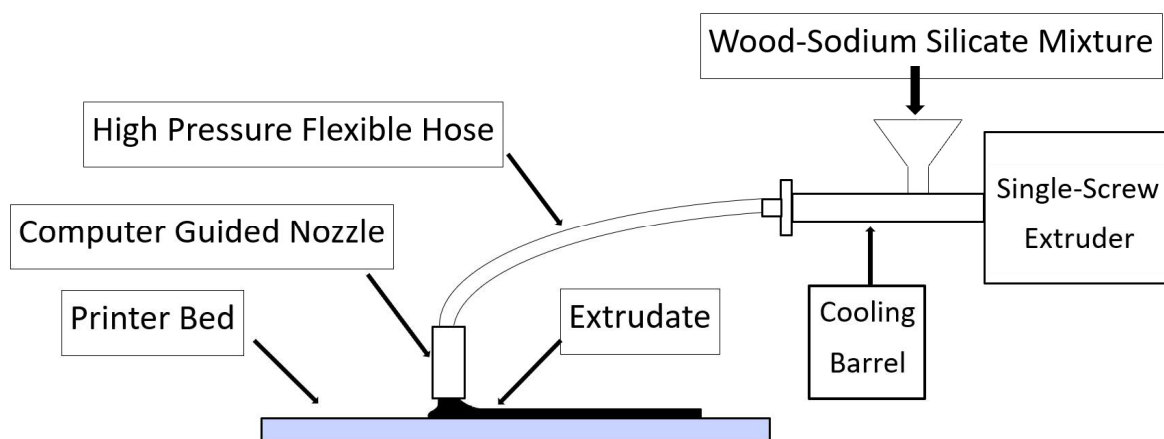 Wood-Sodium Silicate Mixture
High Pressure Flexible Hose
Single-Screw
Extruder
Computer Guided Nozzle
Printer Bed
Extrudate
Cooling
Barrel